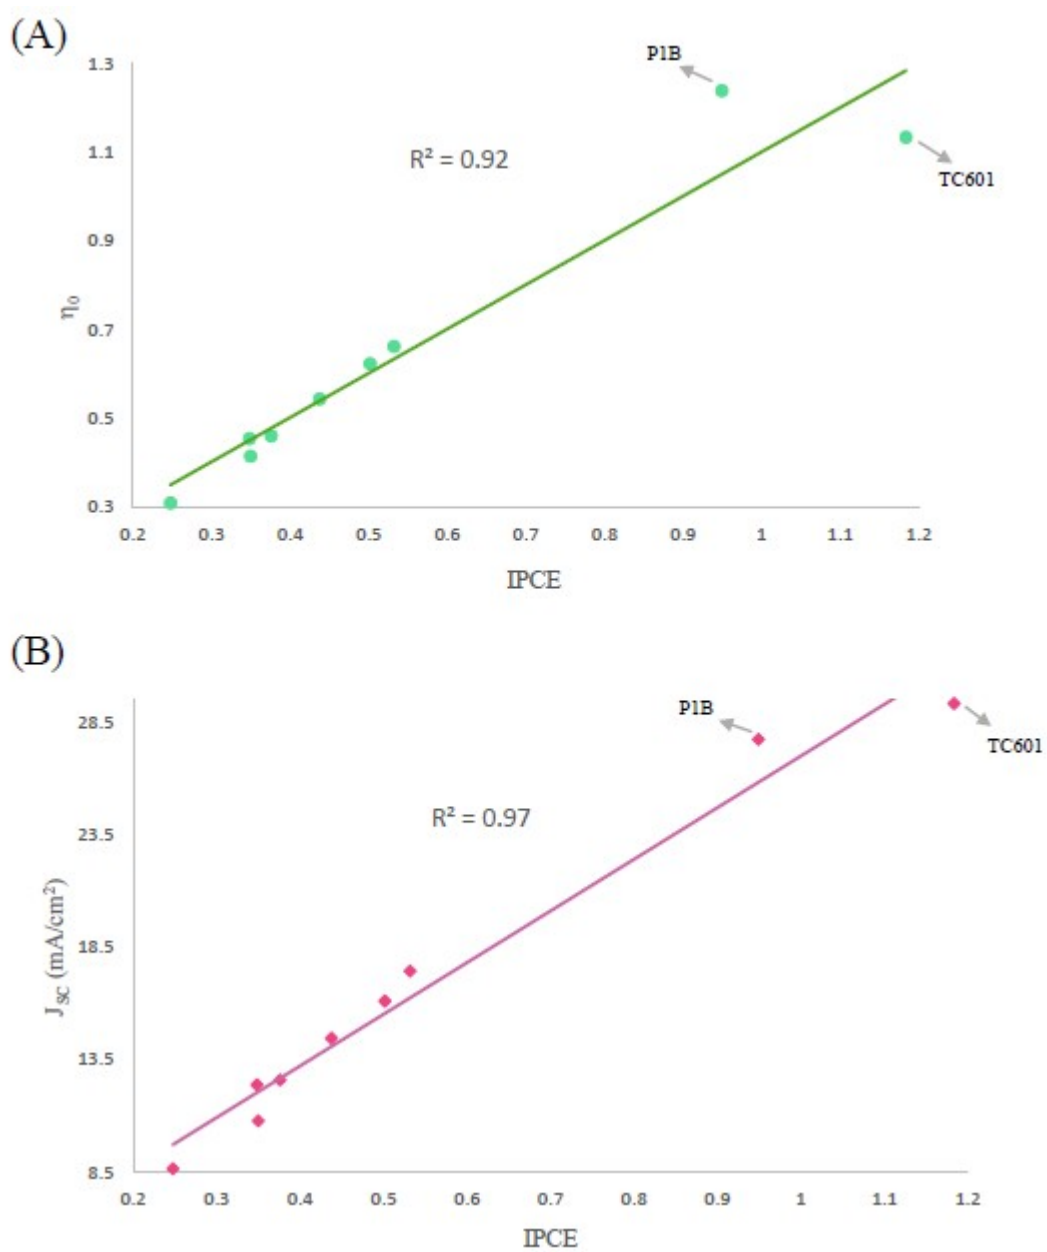 (A)
P1B
1.3
R² = 0.92
1.1
TC601
0.9
η₀
0.7
0.5
0.3
0.2 0.3 0.4 0.5 0.6 0.7 0.8 0.9 1 1.1 1.2
IPCE
(B)
P1B
28.5
TC601
R² = 0.97
23.5
J_SC (mA/cm²)
18.5
13.5
8.5
0.2 0.3 0.4 0.5 0.6 0.7 0.8 0.9 1 1.1 1.2
IPCE